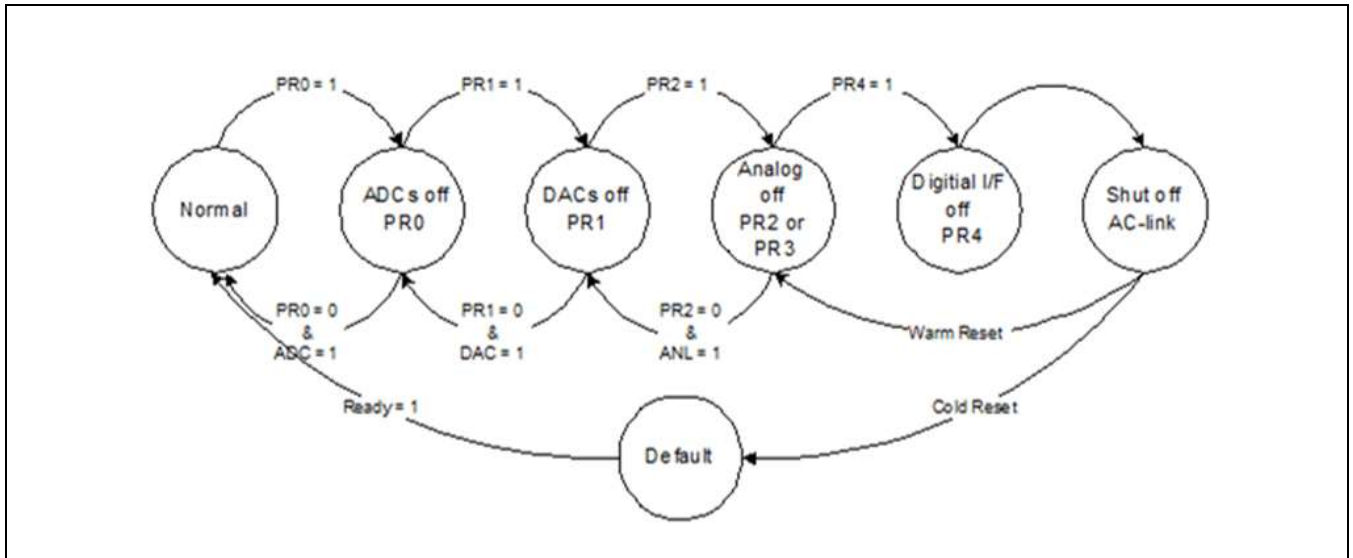 PR0 = 1
PR1 = 1
PR2 = 1
PR4 = 1
Normal
ADCs off
PR0
DACs off
PR1
Analog
off
PR2 or
PR3
Digitial I/F
off
PR4
Shut off
AC-link
PR0 = 0
&
ADC = 1
PR1 = 0
&
DAC = 1
PR2 = 0
&
ANL = 1
Warm Reset
Ready = 1
Cold Reset
Default